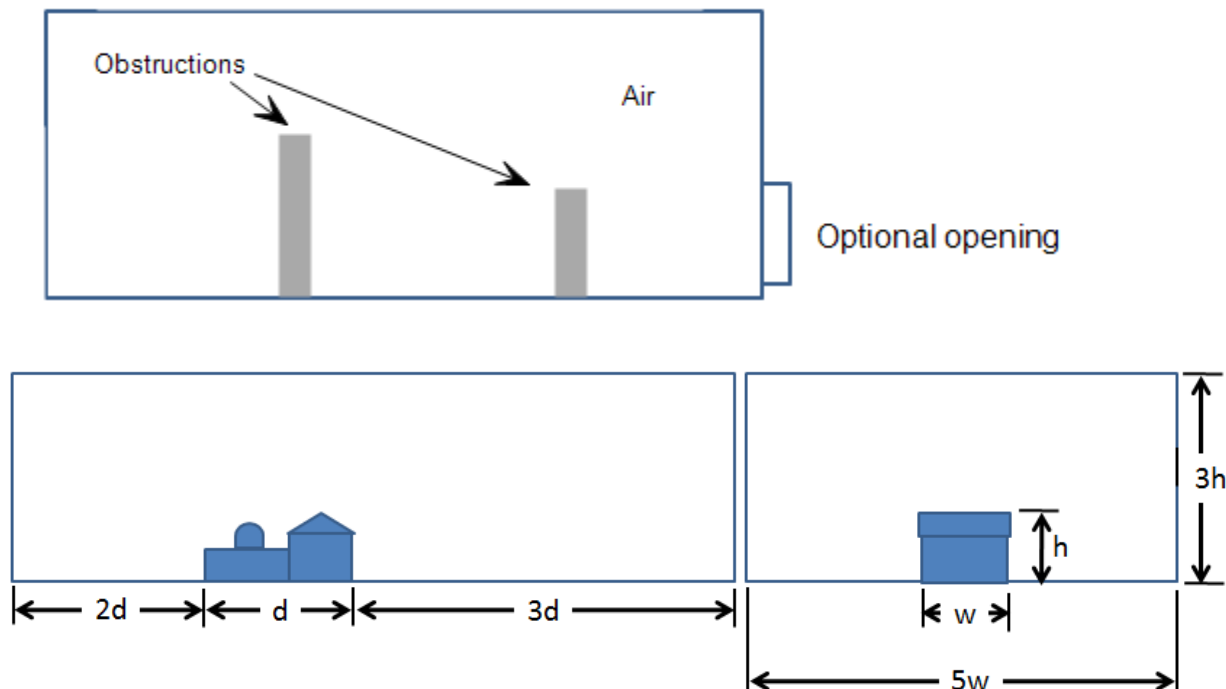 Obstructions
Air
Optional opening
3h
h
2d
d
3d
w
5w